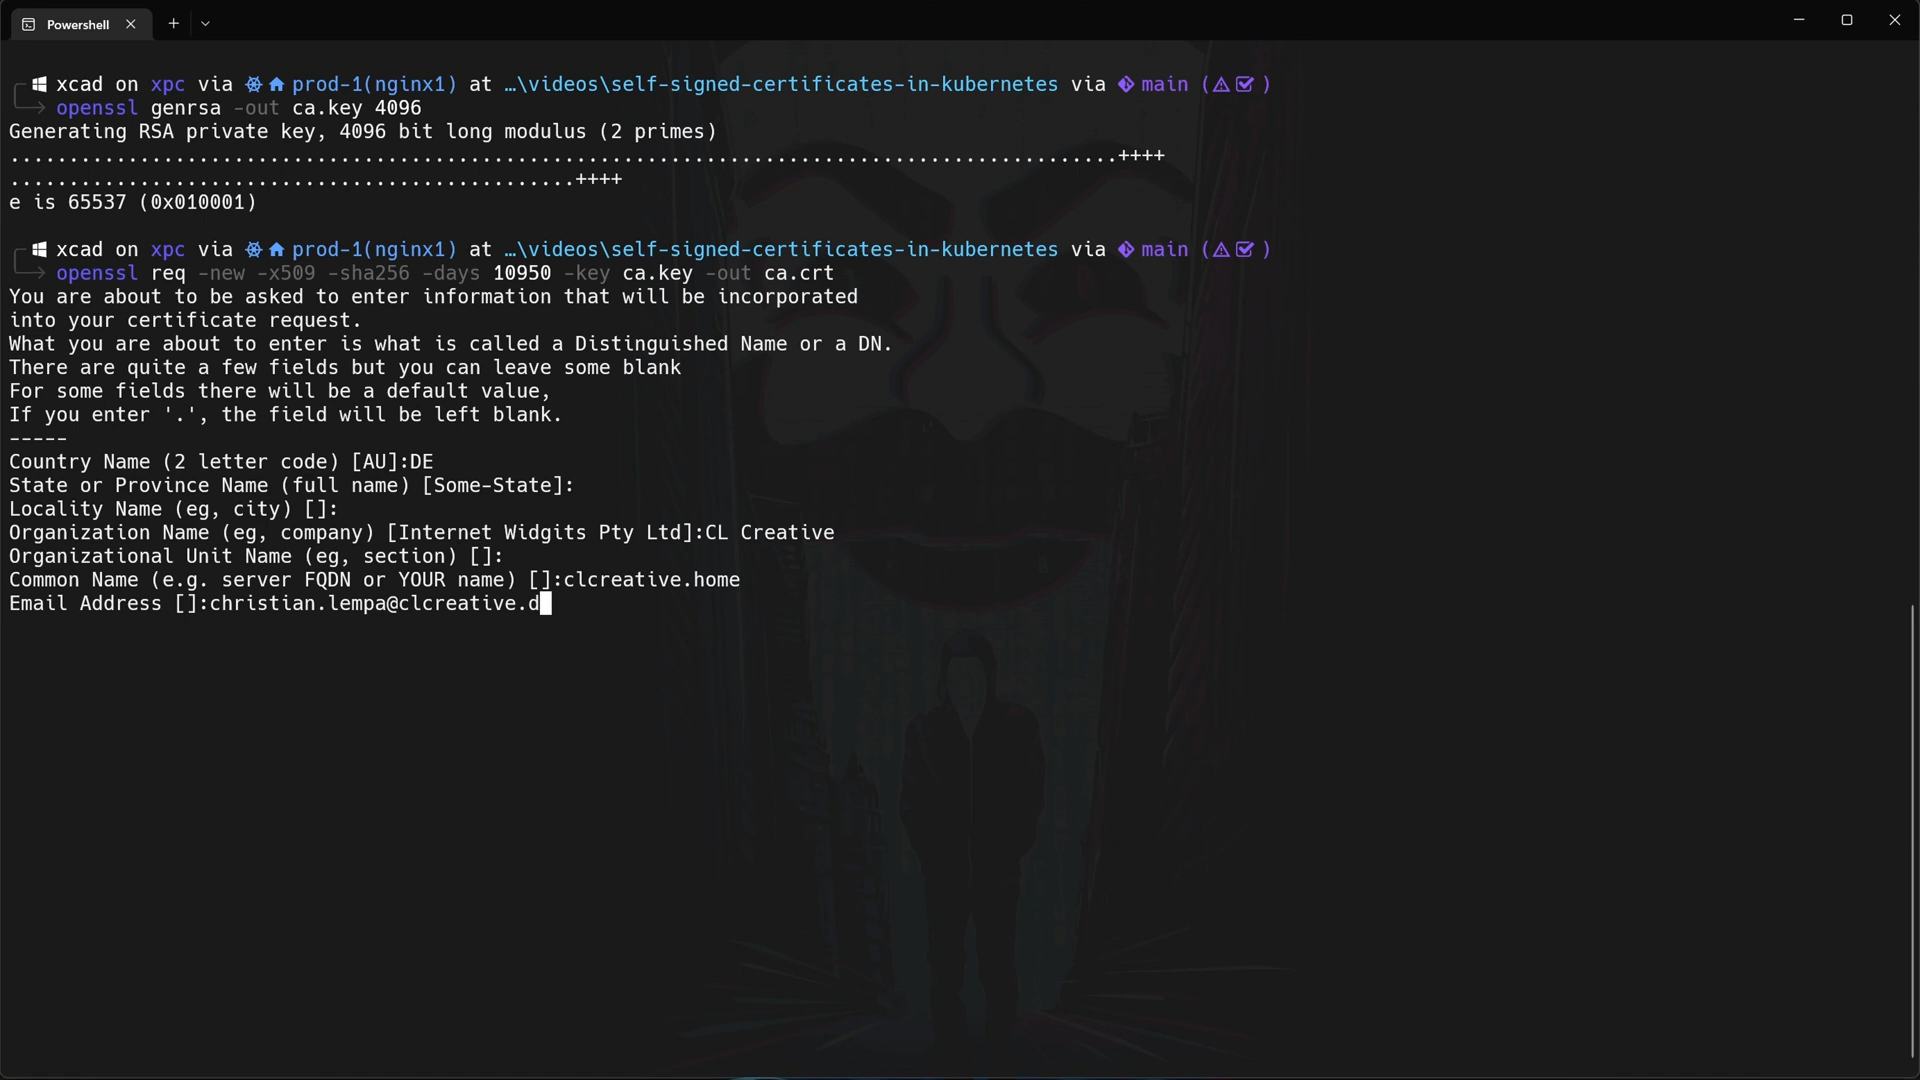 Powershell
xcad on xpc via prod-1(nginx1) at …\videos\self-signed-certificates-in-kubernetes via main ( )
openssl genrsa -out ca.key 4096
Generating RSA private key, 4096 bit long modulus (2 primes)
..............................................................................................++++
................................................++++
e is 65537 (0x010001)
xcad on xpc via prod-1(nginx1) at …\videos\self-signed-certificates-in-kubernetes via main ( )
openssl req -new -x509 -sha256 -days 10950 -key ca.key -out ca.crt
You are about to be asked to enter information that will be incorporated
into your certificate request.
What you are about to enter is what is called a Distinguished Name or a DN.
There are quite a few fields but you can leave some blank
For some fields there will be a default value,
If you enter '.', the field will be left blank.
-----
Country Name (2 letter code) [AU]:DE
State or Province Name (full name) [Some-State]:
Locality Name (eg, city) []:
Organization Name (eg, company) [Internet Widgits Pty Ltd]:CL Creative
Organizational Unit Name (eg, section) []:
Common Name (e.g. server FQDN or YOUR name) []:clcreative.home
Email Address []:christian.lempa@clcreative.d